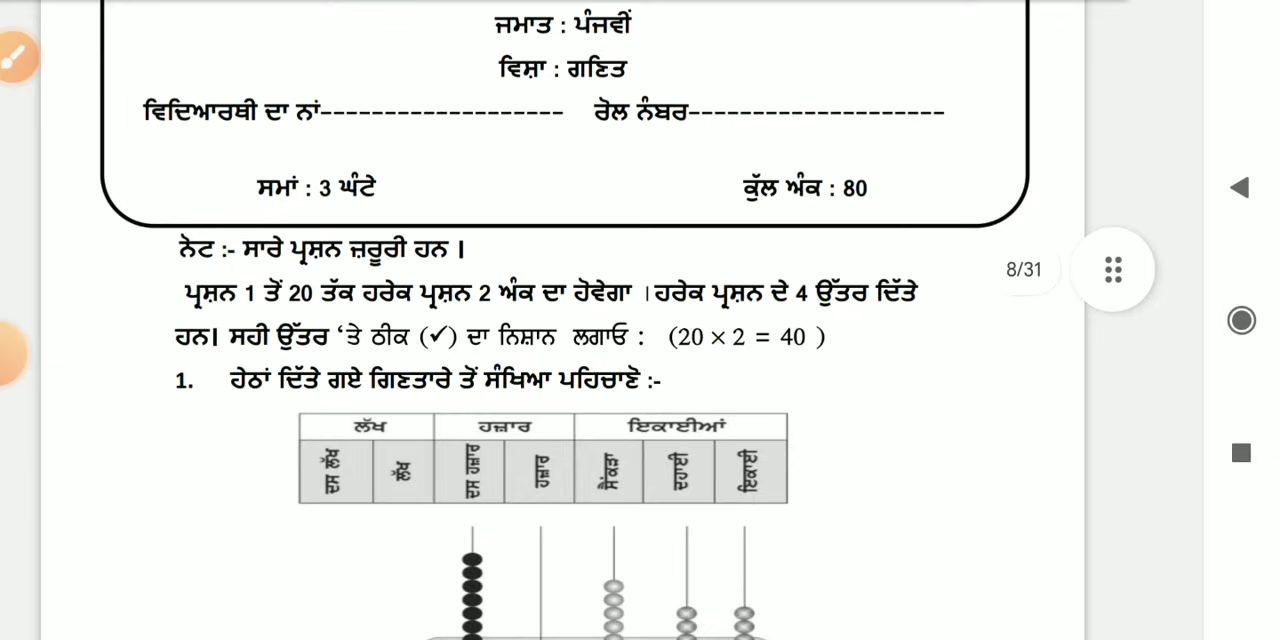 ਜਮਾਤ : ਪੰਜਵੀਂ
ਵਿਸ਼ਾ : ਗਣਿਤ
ਵਿਦਿਆਰਥੀ ਦਾ ਨਾਂ------------------- ਰੋਲ ਨੰਬਰ--------------------
ਸਮਾਂ : 3 ਘੰਟੇ ਕੁੱਲ ਅੰਕ : 80
ਨੋਟ :- ਸਾਰੇ ਪ੍ਰਸ਼ਨ ਜ਼ਰੂਰੀ ਹਨ ।
8/31
ਪ੍ਰਸ਼ਨ 1 ਤੋਂ 20 ਤੱਕ ਹਰੇਕ ਪ੍ਰਸ਼ਨ 2 ਅੰਕ ਦਾ ਹੋਵੇਗਾ ।ਹਰੇਕ ਪ੍ਰਸ਼ਨ ਦੇ 4 ਉੱਤਰ ਦਿੱਤੇ
ਹਨ। ਸਹੀ ਉੱਤਰ ‘ਤੇ ਠੀਕ (✓) ਦਾ ਨਿਸ਼ਾਨ ਲਗਾਓ : (20 × 2 = 40 )
1. ਹੇਠਾਂ ਦਿੱਤੇ ਗਏ ਗਿਣਤਾਰੇ ਤੋਂ ਸੰਖਿਆ ਪਹਿਚਾਣੋ :-
ਲੱਖ ਹਜ਼ਾਰ ਇਕਾਈਆਂ
ਦਸ ਲੱਖ ਲੱਖ ਦਸ ਹਜ਼ਾਰ ਹਜ਼ਾਰ ਸੈਂਕੜਾ ਦਹਾਈ ਇਕਾਈ